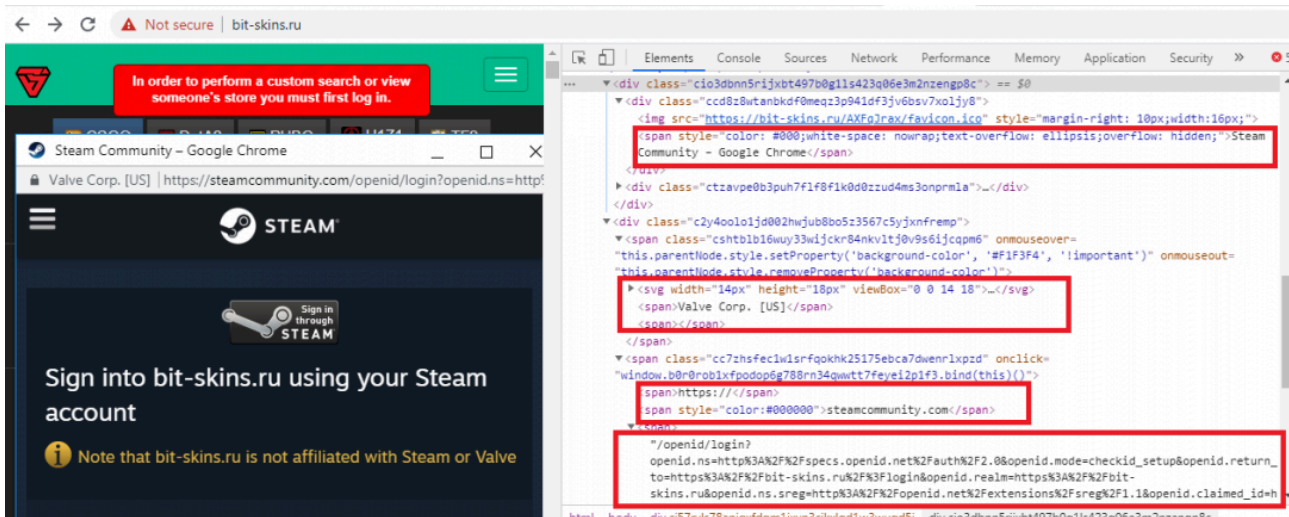 Not secure | bit-skins.ru
In order to perform a custom search or view
someone's store you must first log in.
Steam Community – Google Chrome
Valve Corp. [US] | https://steamcommunity.com/openid/login?openid.ns=http
STEAM
Sign in
through
STEAM
Sign into bit-skins.ru using your Steam
account
Note that bit-skins.ru is not affiliated with Steam or Valve
Elements Console Sources Network Performance Memory Application Security
<div class="cio3dbnn5rijxbt497b0g1ls423q06e3m2nzengp8c"> == $0
<div class="ccd8z8wtanbkdf0meqz3p941df3jv6bsv7xoljy8">
<img src="https://bit-skins.ru/AXFqJrax/favicon.ico" style="margin-right: 10px;width:16px;">
<span style="color: #000;white-space: nowrap;text-overflow: ellipsis;overflow: hidden;">Steam
Community – Google Chrome</span>
</div>
<div class="ctzavpe0b3puh7flf8f1k0d0zzud4ms3onprmla">…</div>
</div>
<div class="c2y4oolo1jd002hwjub8bo5z3567c5yjxnfremp">
<span class="cshtblb16wuy33wijckr84nkvltj0v9s6ijcqpm6" onmouseover=
"this.parentNode.style.setProperty('background-color', '#F1F3F4', '!important')" onmouseout=
"this.parentNode.style.removeProperty('background-color')">
<svg width="14px" height="18px" viewBox="0 0 14 18">…</svg>
<span>Valve Corp. [US]</span>
<span></span>
</span>
<span class="cc7zhsfec1wlsrfqokhk25175ebca7dwenrlxpzd" onclick=
"window.b0r0rob1xfpodop6g788rn34qwwtt7feyei2p1f3.bind(this)()">
<span>https://</span>
<span style="color:#000000">steamcommunity.com</span>
<span>
"/openid/login?
openid.ns=http%3A%2F%2Fspecs.openid.net%2Fauth%2F2.0&openid.mode=checkid_setup&openid.return_
to=https%3A%2F%2Fbit-skins.ru%2F%3Flogin&openid.realm=https%3A%2F%2Fbit-
skins.ru&openid.ns.sreg=http%3A%2F%2Fopenid.net%2Fextensions%2Fsreg%2F1.1&openid.claimed_id=h
html body